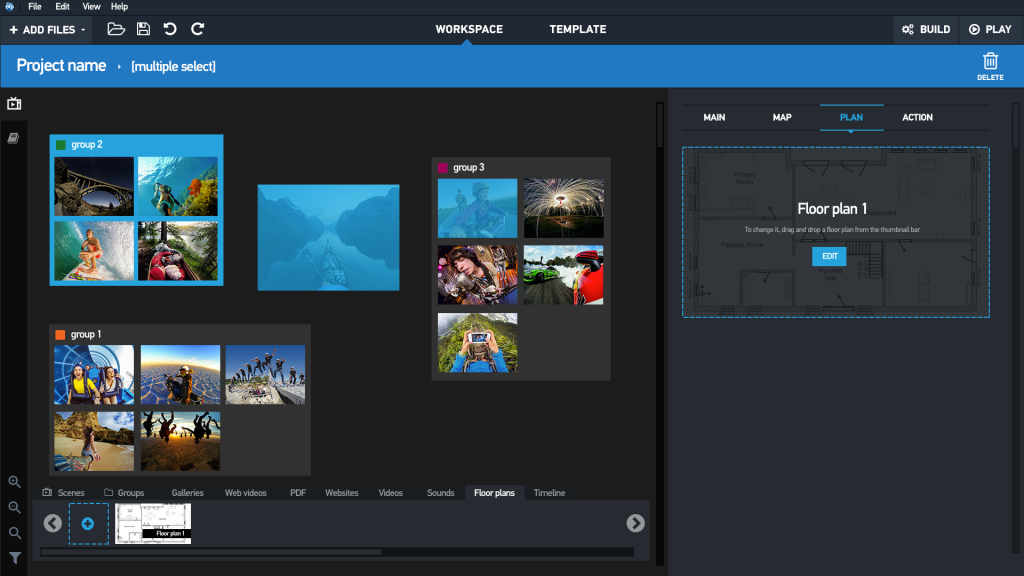 File Edit View Help
+ ADD FILES
WORKSPACE
TEMPLATE
BUILD
PLAY
Project name
[multiple select]
DELETE
MAIN
MAP
PLAN
ACTION
group 2
group 3
Floor plan 1
To change it, drag and drop a floor plan from the thumbnail bar
EDIT
group 1
Scenes
Groups
Galleries
Web videos
PDF
Websites
Videos
Sounds
Floor plans
Timeline
Floor plan 1